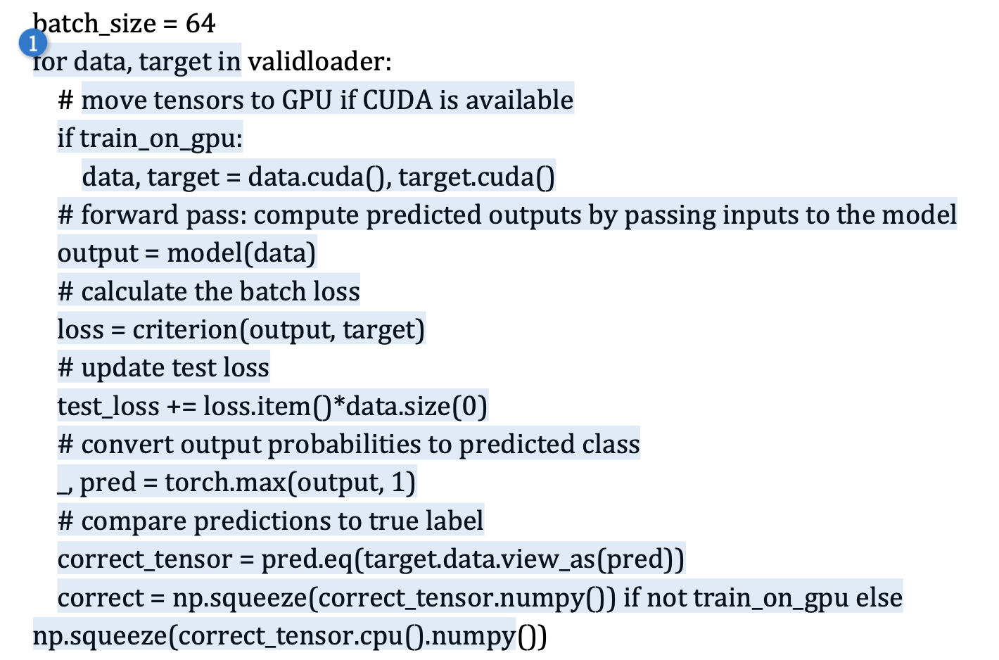 batch_size = 64
1
for data, target in validloader:
# move tensors to GPU if CUDA is available
if train_on_gpu:
data, target = data.cuda(), target.cuda()
# forward pass: compute predicted outputs by passing inputs to the model
output = model(data)
# calculate the batch loss
loss = criterion(output, target)
# update test loss
test_loss += loss.item()*data.size(0)
# convert output probabilities to predicted class
_, pred = torch.max(output, 1)
# compare predictions to true label
correct_tensor = pred.eq(target.data.view_as(pred))
correct = np.squeeze(correct_tensor.numpy()) if not train_on_gpu else
np.squeeze(correct_tensor.cpu().numpy())